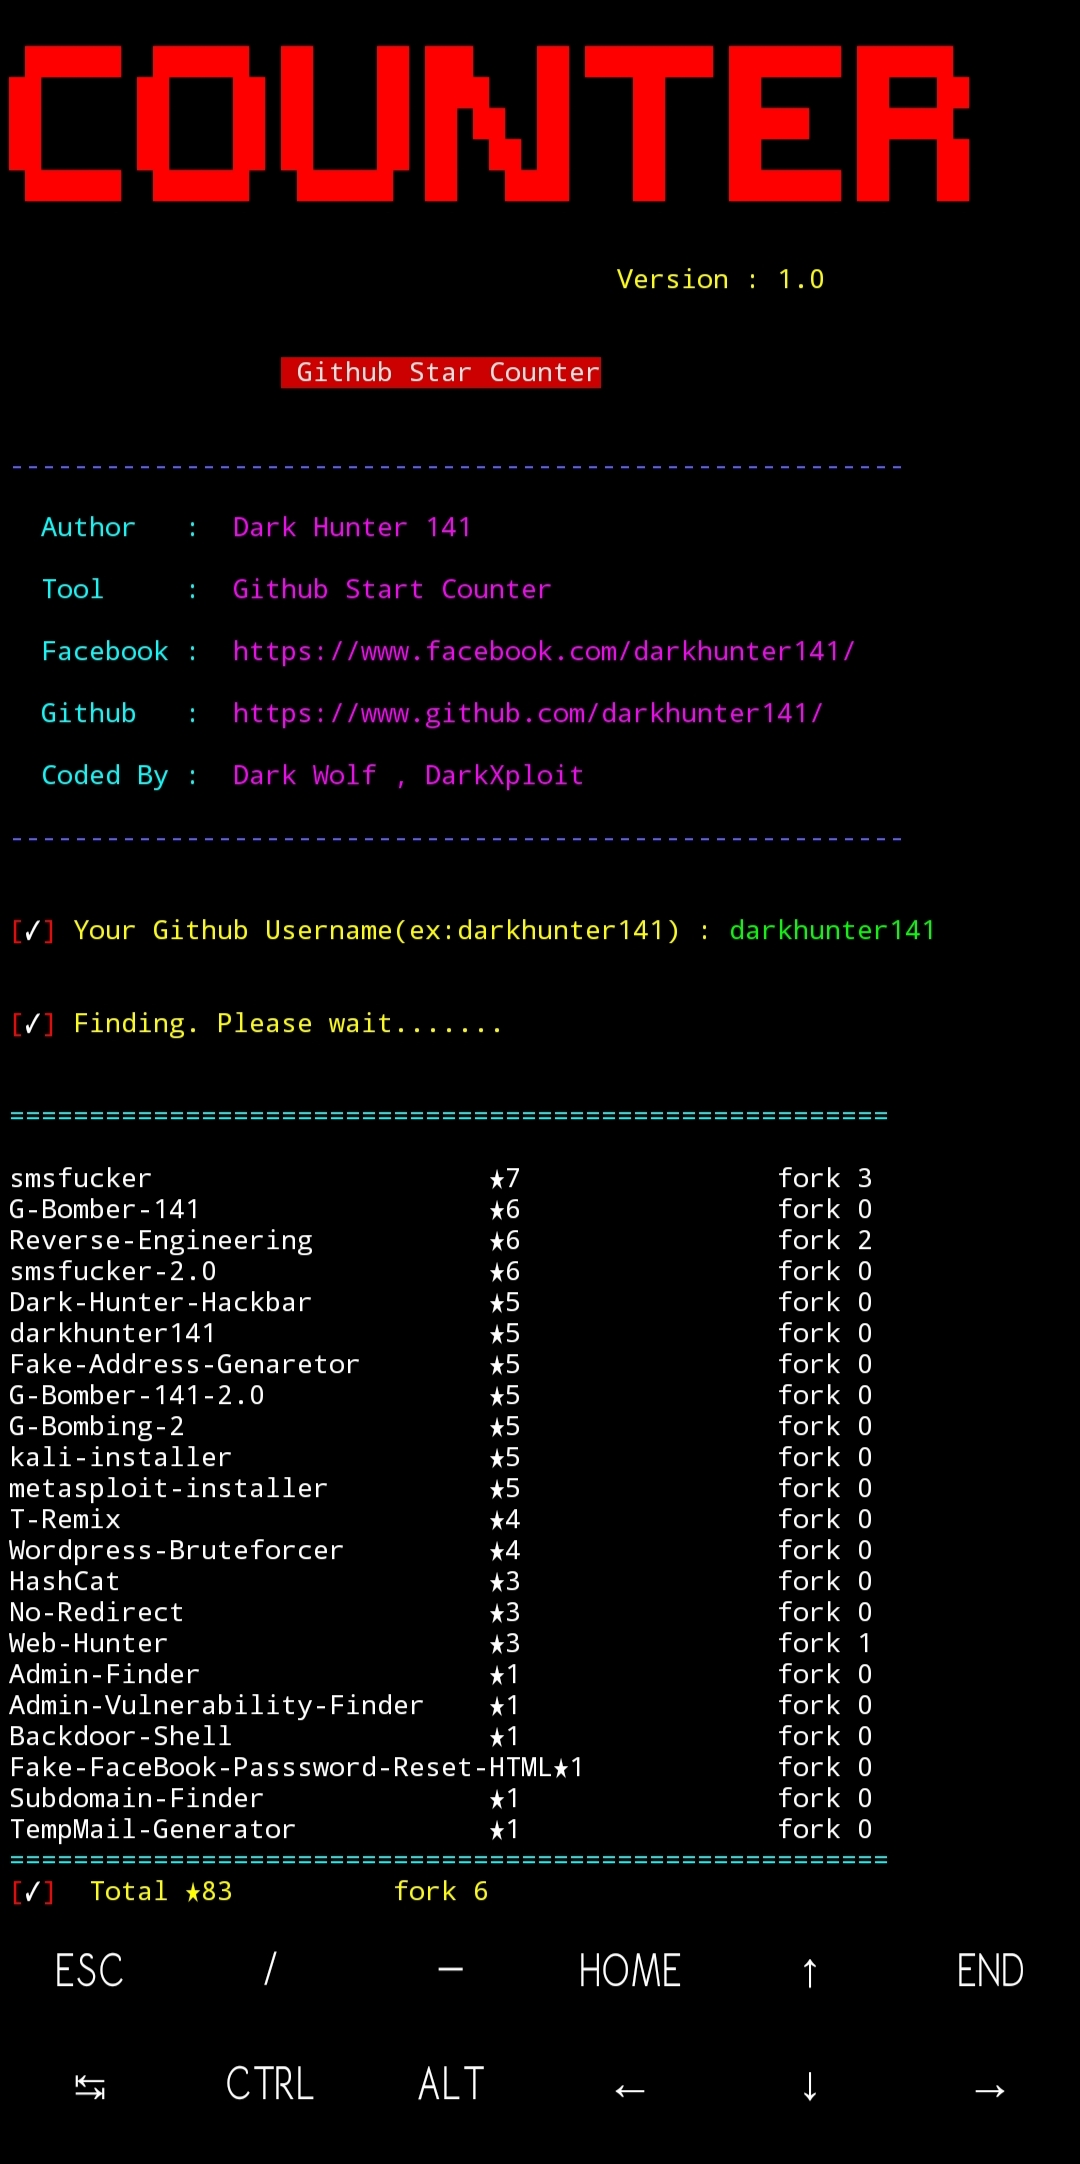 COUNTER
Version : 1.0
Github Star Counter
--------------------------------------------------------
Author   :  Dark Hunter 141
Tool     :  Github Start Counter
Facebook :  https://www.facebook.com/darkhunter141/
Github   :  https://www.github.com/darkhunter141/
Coded By :  Dark Wolf , DarkXploit
--------------------------------------------------------
[✓] Your Github Username(ex:darkhunter141) : darkhunter141
[✓] Finding. Please wait.......
=======================================================
smsfucker ★7 fork 3
G-Bomber-141 ★6 fork 0
Reverse-Engineering ★6 fork 2
smsfucker-2.0 ★6 fork 0
Dark-Hunter-Hackbar ★5 fork 0
darkhunter141 ★5 fork 0
Fake-Address-Genaretor ★5 fork 0
G-Bomber-141-2.0 ★5 fork 0
G-Bombing-2 ★5 fork 0
kali-installer ★5 fork 0
metasploit-installer ★5 fork 0
T-Remix ★4 fork 0
Wordpress-Bruteforcer ★4 fork 0
HashCat ★3 fork 0
No-Redirect ★3 fork 0
Web-Hunter ★3 fork 1
Admin-Finder ★1 fork 0
Admin-Vulnerability-Finder ★1 fork 0
Backdoor-Shell ★1 fork 0
Fake-FaceBook-Passsword-Reset-HTML★1 fork 0
Subdomain-Finder ★1 fork 0
TempMail-Generator ★1 fork 0
=======================================================
[✓]  Total ★83 fork 6
ESC / — HOME ↑ END
↹ CTRL ALT ← ↓ →